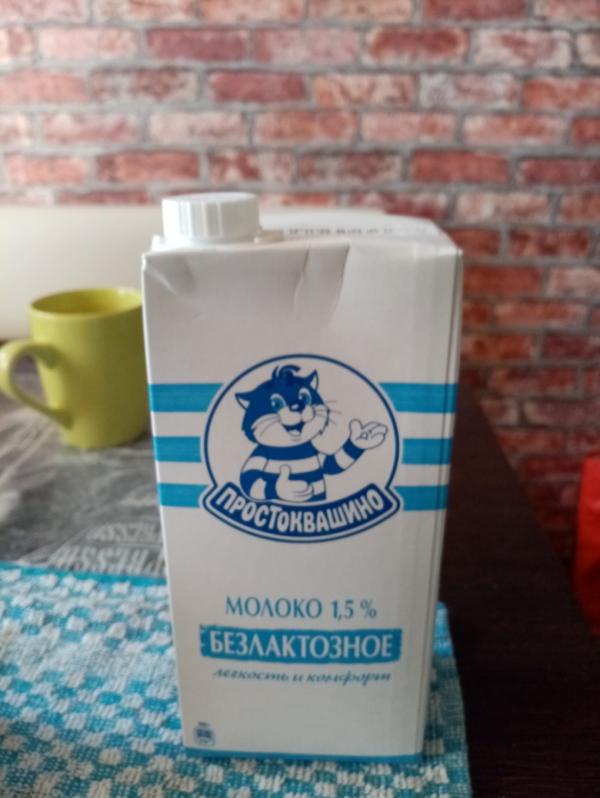 ПРОСТОКВАШИНО
МОЛОКО 1,5 %
БЕЗЛАКТОЗНОЕ
легкость и комфорт